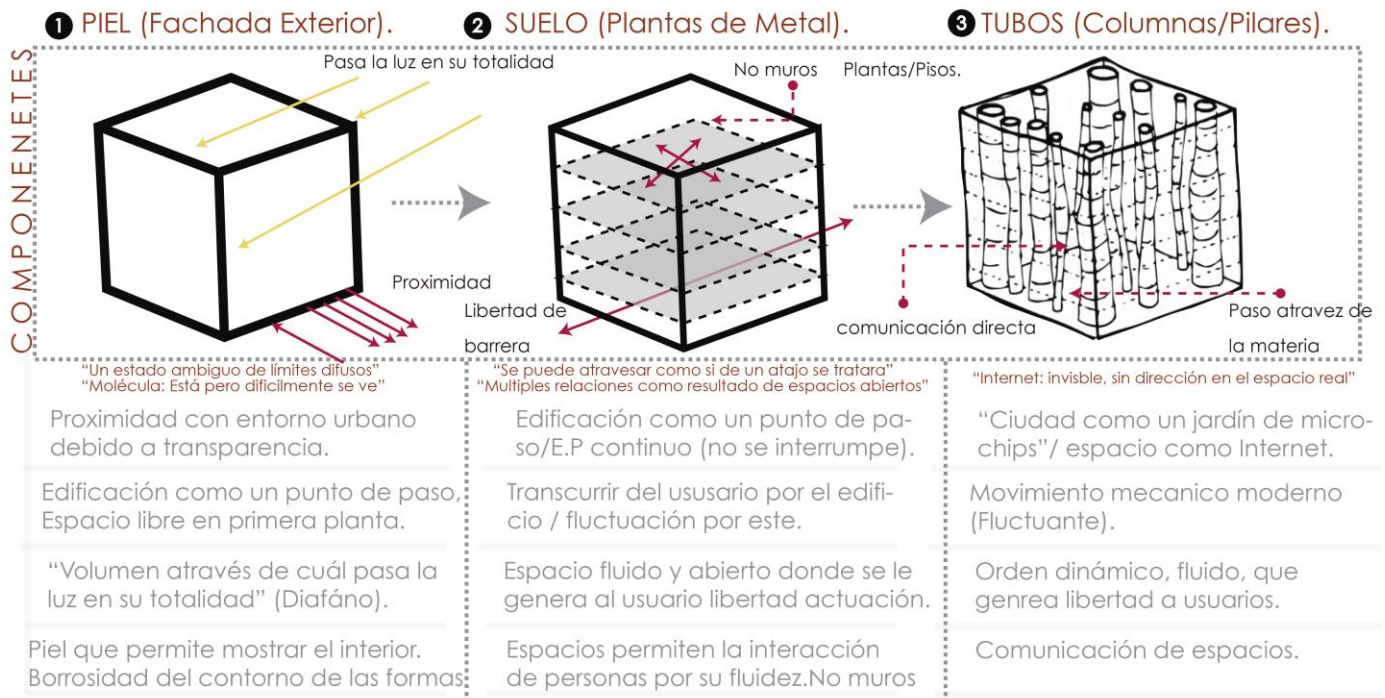 1 PIEL (Fachada Exterior).
2 SUELO (Plantas de Metal).
3 TUBOS (Columnas/Pilares).
COMPONENETES
Pasa la luz en su totalidad
Proximidad
No muros
Plantas/Pisos.
Libertad de
barrera
comunicación directa
Paso atravez de
la materia
“Un estado ambiguo de límites difusos”
“Molécula: Está pero dificilmente se ve”
Proximidad con entorno urbano
debido a transparencia.
Edificación como un punto de paso,
Espacio libre en primera planta.
“Volumen através de cuál pasa la
luz en su totalidad” (Diafáno).
Piel que permite mostrar el interior.
Borrosidad del contorno de las formas
“Se puede atravesar como si de un atajo se tratara”
“Multiples relaciones como resultado de espacios abiertos”
Edificación como un punto de pa-
so/E.P continuo (no se interrumpe).
Transcurrir del ususario por el edifi-
cio / fluctuación por este.
Espacio fluido y abierto donde se le
genera al usuario libertad actuación.
Espacios permiten la interacción
de personas por su fluidez.No muros
“Internet: invisble, sin dirección en el espacio real”
“Ciudad como un jardín de micro-
chips”/ espacio como Internet.
Movimiento mecanico moderno
(Fluctuante).
Orden dinámico, fluido, que
genrea libertad a usuarios.
Comunicación de espacios.